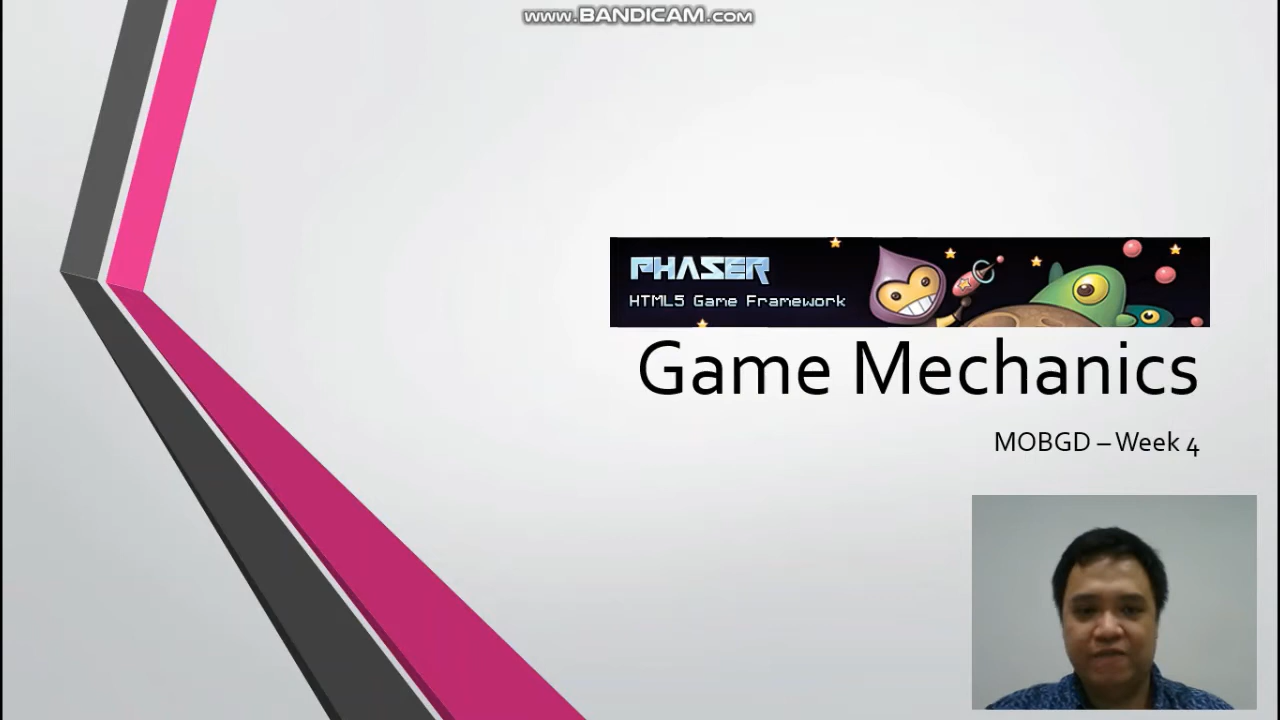 www.BANDICAM.com
PHASER
HTML5 Game Framework
Game Mechanics
MOBGD – Week 4